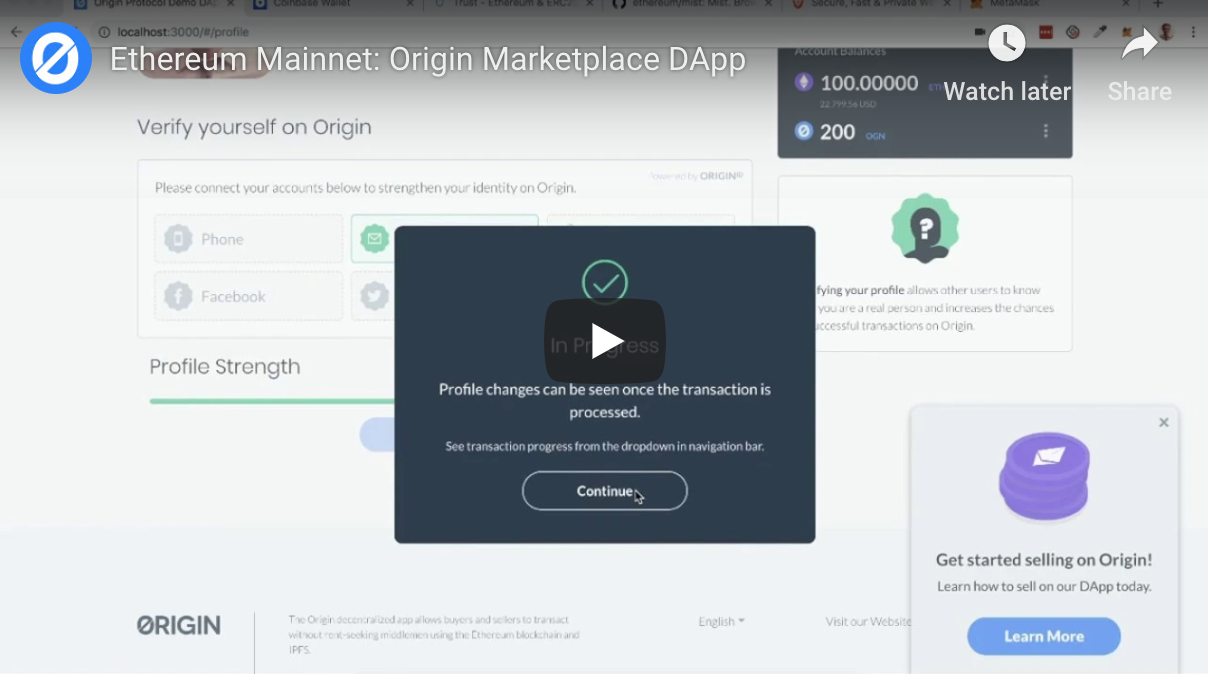 Origin Protocol Demo DAp
Coinbase Wallet
Trust - Ethereum & ERC2
ethereum/mist: Mist. Brow
Secure, Fast & Private W
MetaMask
localhost:3000/#/profile
Ethereum Mainnet: Origin Marketplace DApp
Watch later
Share
Account Balances
100.00000 ETH
22,799.56 USD
200 OGN
Verify yourself on Origin
Please connect your accounts below to strengthen your identity on Origin.
Powered by ORIGIN ID
Phone
Facebook
Profile Strength
In Progress
Profile changes can be seen once the transaction is
processed.
See transaction progress from the dropdown in navigation bar.
Continue
fying your profile allows other users to know
you are a real person and increases the chances
uccessful transactions on Origin.
Get started selling on Origin!
Learn how to sell on our DApp today.
Learn More
ORIGIN
The Origin decentralized app allows buyers and sellers to transact
without rent-seeking middlemen using the Ethereum blockchain and
IPFS.
English
Visit our Website